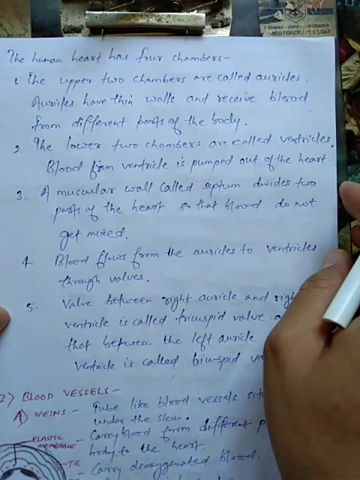 The human heart has four chambers-
1. The upper two chambers are called auricles.
Auricles have thin walls and receive blood
from different parts of the body.
2. The lower two chambers are called ventricles.
Blood from ventricle is pumped out of the heart
3. A muscular wall called septum divides two
parts of the heart so that blood do not
get mixed.
4. Blood flows from the auricles to ventricles
through valves.
5. Valve between right auricle and
ventricle is called tricuspid valve
that between the left auricle
ventricle is called bicuspid
BLOOD VESSELS-
VEINS- Tube like blood vessels
under the skin.
ELASTIC Carry blood from different
MEMBRANE body to the heart.
Carry deoxygenated blood.